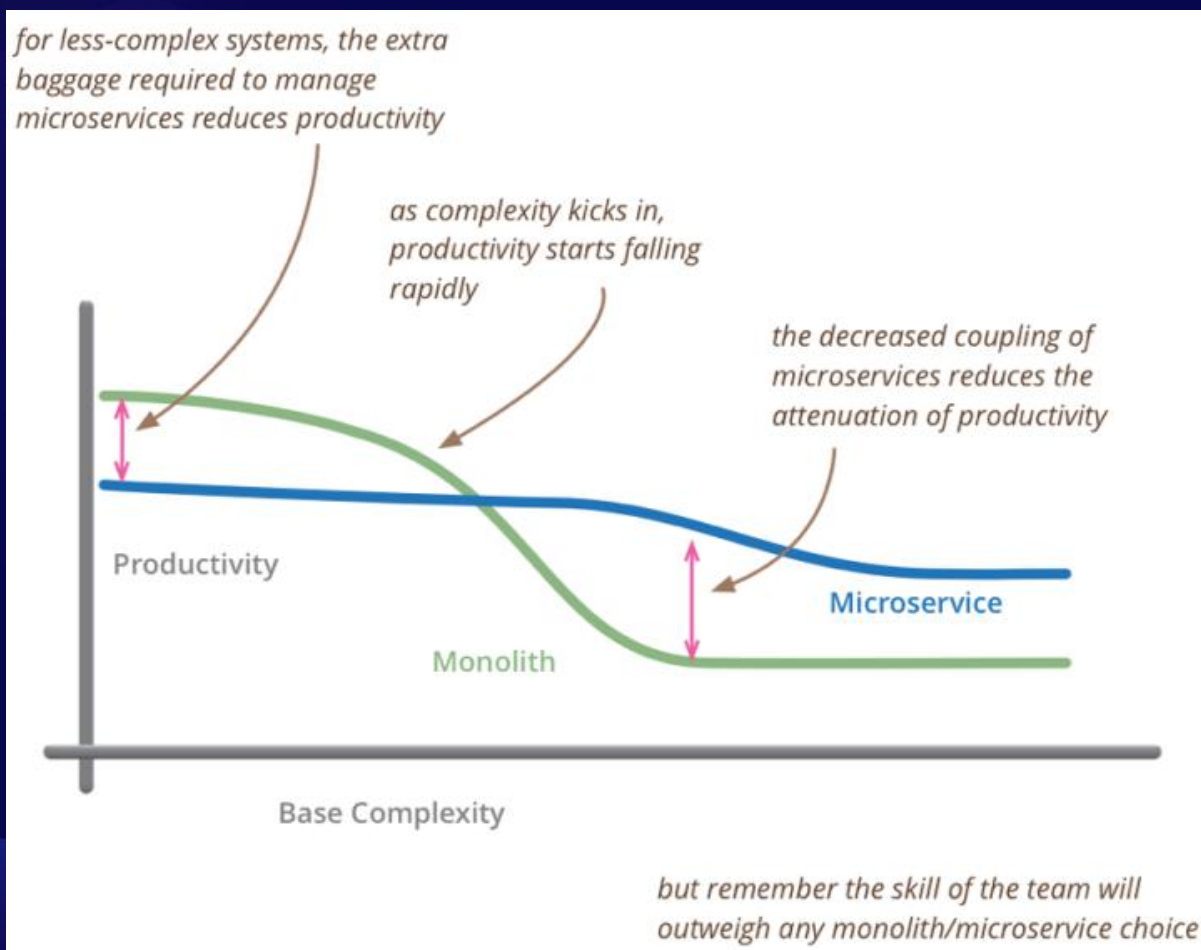 for less-complex systems, the extra
baggage required to manage
microservices reduces productivity
as complexity kicks in,
productivity starts falling
rapidly
the decreased coupling of
microservices reduces the
attenuation of productivity
Productivity
Microservice
Monolith
Base Complexity
but remember the skill of the team will
outweigh any monolith/microservice choice